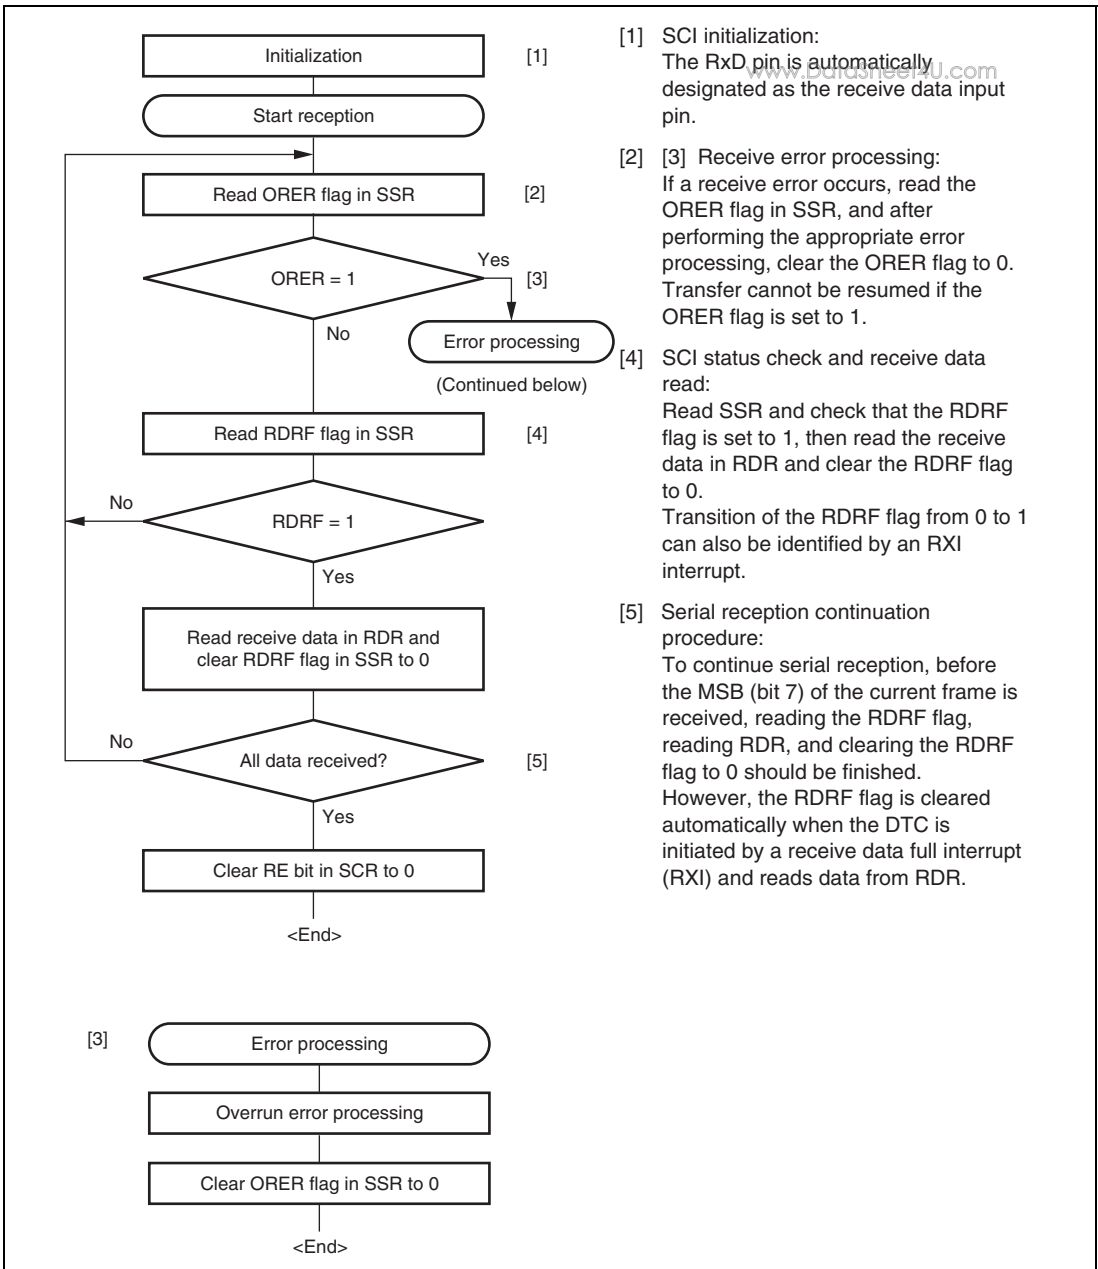 Initialization
[1]
Start reception
Read ORER flag in SSR
[2]
ORER = 1
Yes
[3]
No
Error processing
(Continued below)
Read RDRF flag in SSR
[4]
No
RDRF = 1
Yes
Read receive data in RDR and
clear RDRF flag in SSR to 0
No
All data received?
[5]
Yes
Clear RE bit in SCR to 0
<End>
[3]
Error processing
Overrun error processing
Clear ORER flag in SSR to 0
<End>
[1] SCI initialization:
The RxD pin is automatically
www.DataSheet4U.com
designated as the receive data input
pin.
[2] [3] Receive error processing:
If a receive error occurs, read the
ORER flag in SSR, and after
performing the appropriate error
processing, clear the ORER flag to 0.
Transfer cannot be resumed if the
ORER flag is set to 1.
[4] SCI status check and receive data
read:
Read SSR and check that the RDRF
flag is set to 1, then read the receive
data in RDR and clear the RDRF flag
to 0.
Transition of the RDRF flag from 0 to 1
can also be identified by an RXI
interrupt.
[5] Serial reception continuation
procedure:
To continue serial reception, before
the MSB (bit 7) of the current frame is
received, reading the RDRF flag,
reading RDR, and clearing the RDRF
flag to 0 should be finished.
However, the RDRF flag is cleared
automatically when the DTC is
initiated by a receive data full interrupt
(RXI) and reads data from RDR.